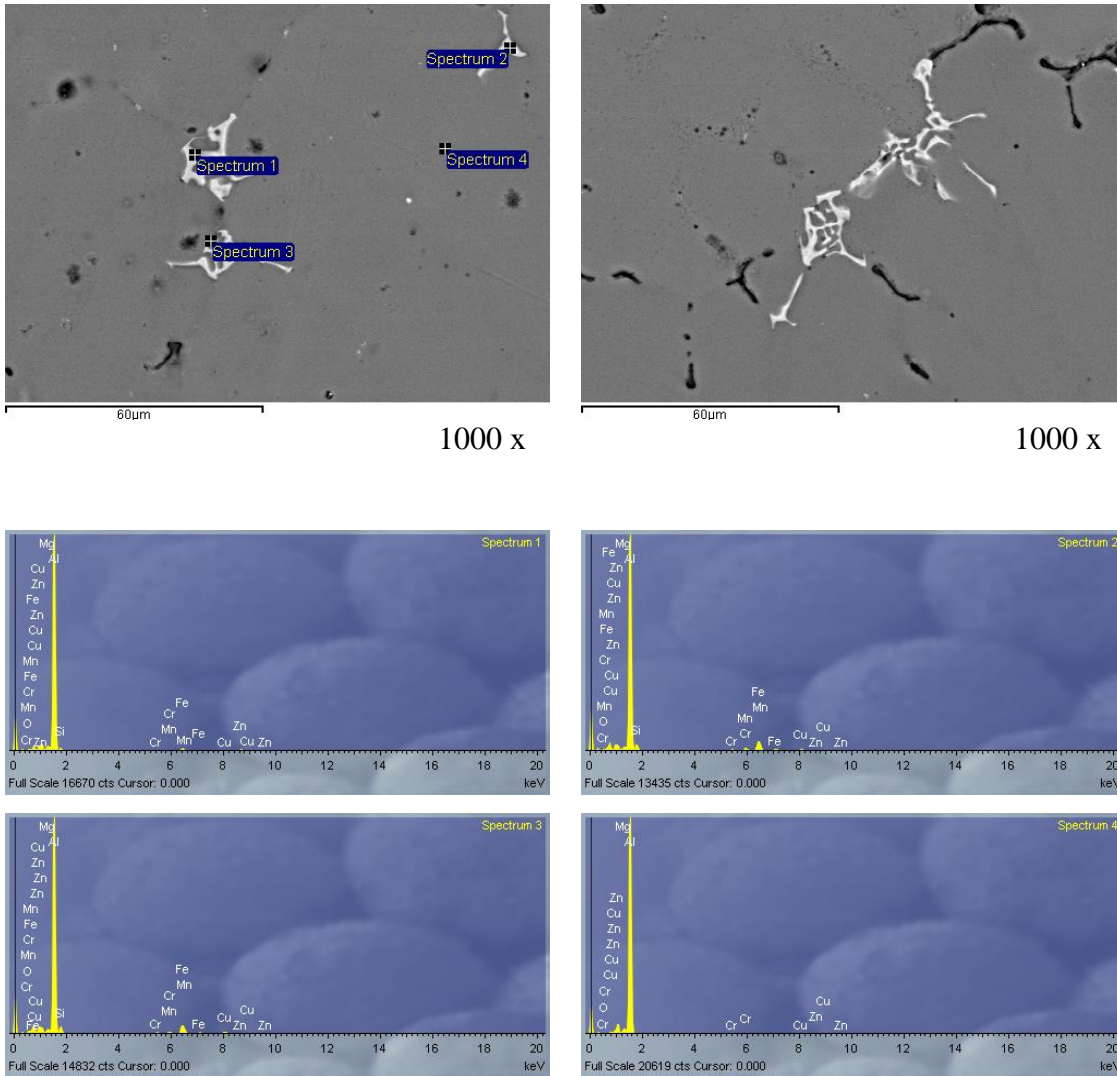 Spectrum 2
Spectrum 1
Spectrum 4
Spectrum 3
60µm
1000 x
60µm
1000 x
Spectrum 1
Mg
Al
Cu
Zn
Fe
Zn
Cu
Cu
Mn
Fe
Cr
Mn
O
Cr Zn
Si
Fe
Cr
Mn
Cr
Mn
Fe
Zn
Cu
Cu
Zn
0 2 4 6 8 10 12 14 16 18 20
Full Scale 16670 cts Cursor: 0.000
keV
Spectrum 2
Mg
Fe
Al
Zn
Cu
Zn
Mn
Fe
Zn
Cr
Cu
Cu
Mn
O
Cr
Si
Fe
Mn
Mn
Cr
Cr
Fe
Cu
Cu
Zn
Zn
0 2 4 6 8 10 12 14 16 18 20
Full Scale 13435 cts Cursor: 0.000
keV
Spectrum 3
Mg
Al
Cu
Zn
Zn
Zn
Mn
Fe
Cr
Mn
O
Cr
Cu
Cu
Fe
Si
Fe
Mn
Cr
Mn
Cr
Fe
Cu
Cu
Zn
Zn
0 2 4 6 8 10 12 14 16 18 20
Full Scale 14832 cts Cursor: 0.000
keV
Spectrum 4
Mg
Al
Zn
Cu
Zn
Zn
Cu
Cu
Cr
O
Cr
Cr
Cr
Cu
Zn
Cu
Zn
0 2 4 6 8 10 12 14 16 18 20
Full Scale 20619 cts Cursor: 0.000
keV